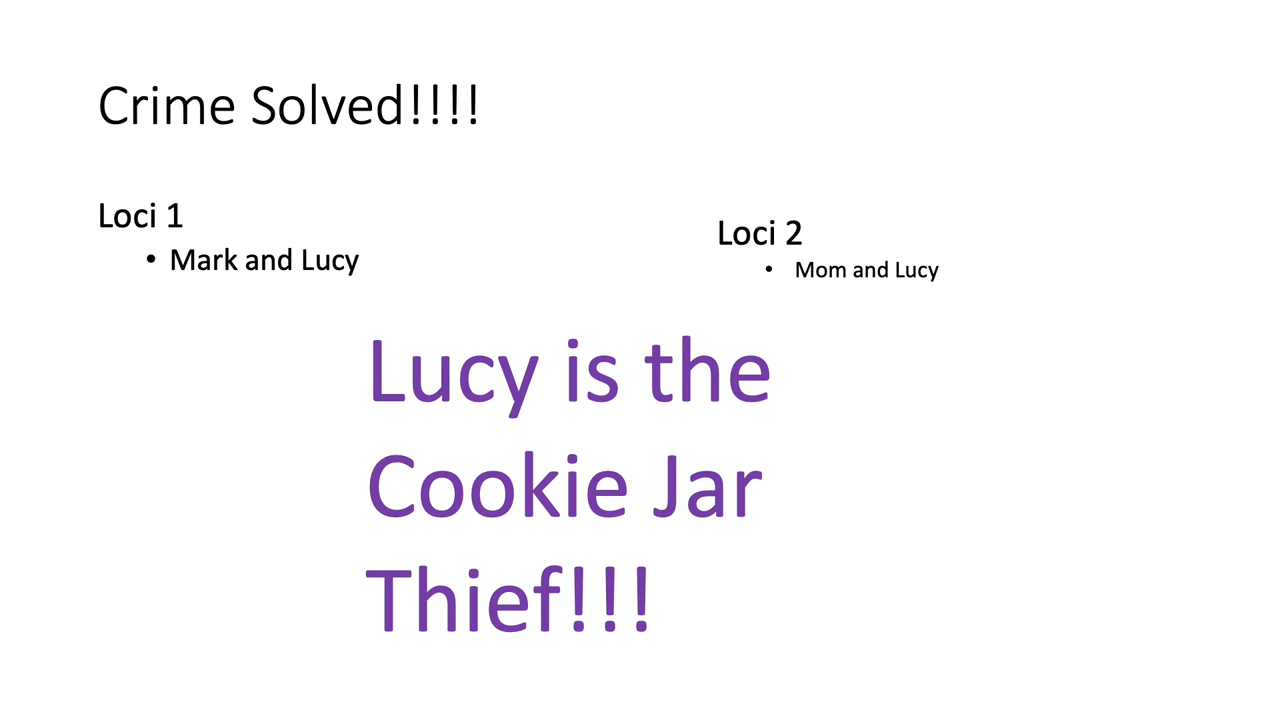 Crime Solved!!!!
Loci 1
• Mark and Lucy
Loci 2
• Mom and Lucy
Lucy is the
Cookie Jar
Thief!!!